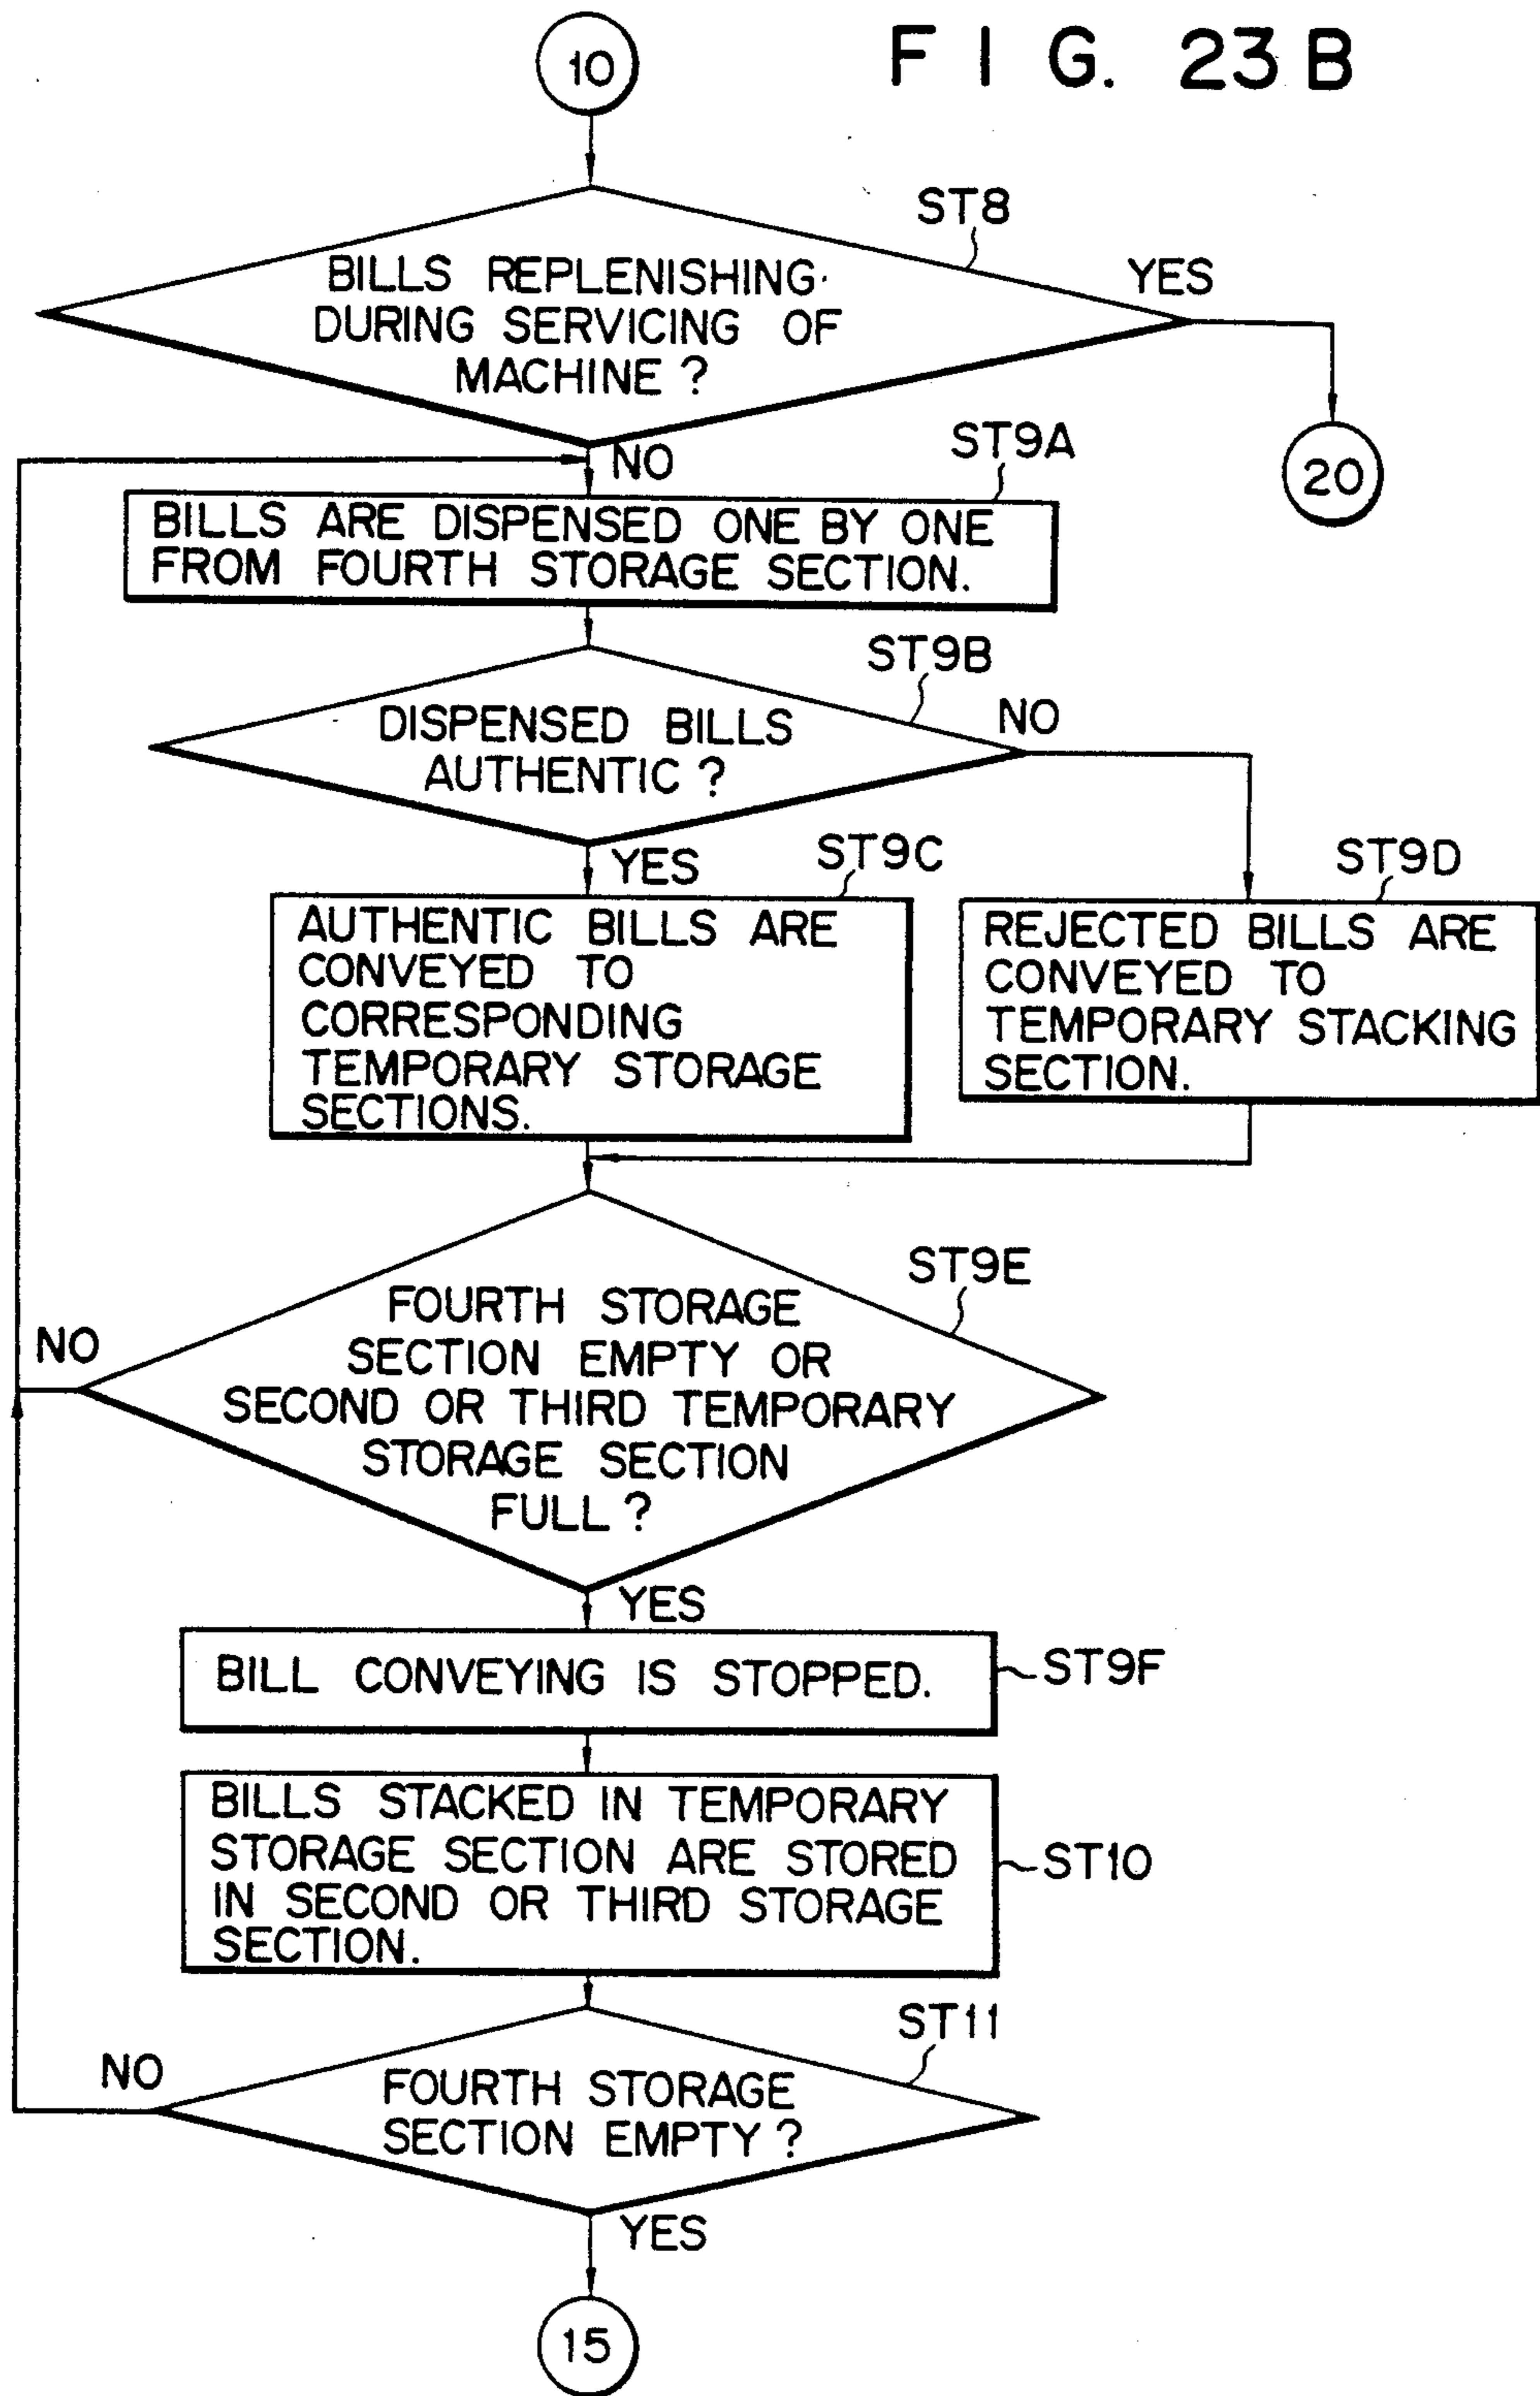 FIG. 23B
10
ST8
BILLS REPLENISHING
DURING SERVICING OF
MACHINE ?
YES
NO
20
ST9A
BILLS ARE DISPENSED ONE BY ONE
FROM FOURTH STORAGE SECTION.
ST9B
DISPENSED BILLS
AUTHENTIC ?
NO
YES
ST9C
AUTHENTIC BILLS ARE
CONVEYED TO
CORRESPONDING
TEMPORARY STORAGE
SECTIONS.
ST9D
REJECTED BILLS ARE
CONVEYED TO
TEMPORARY STACKING
SECTION.
ST9E
FOURTH STORAGE
SECTION EMPTY OR
SECOND OR THIRD TEMPORARY
STORAGE SECTION
FULL ?
NO
YES
BILL CONVEYING IS STOPPED.
ST9F
BILLS STACKED IN TEMPORARY
STORAGE SECTION ARE STORED
IN SECOND OR THIRD STORAGE
SECTION.
ST10
ST11
NO
FOURTH STORAGE
SECTION EMPTY ?
YES
15